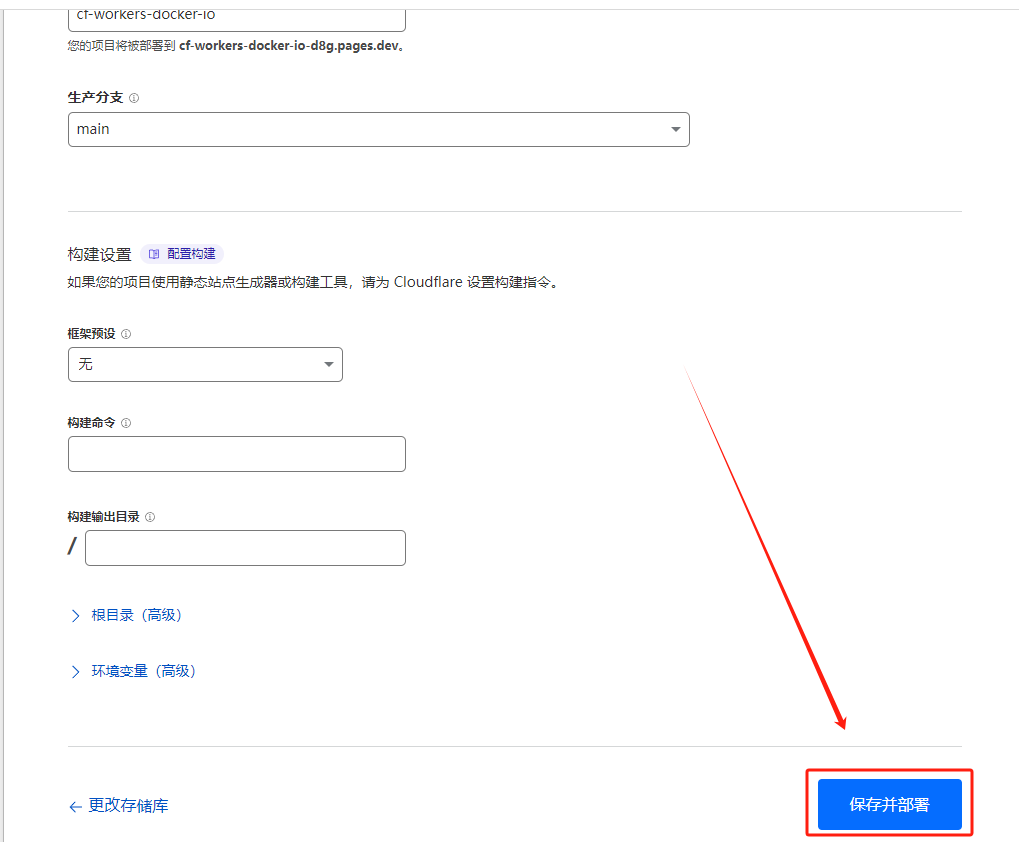 cf-workers-docker-io
您的项目将被部署到 cf-workers-docker-io-d8g.pages.dev。
生产分支
main
构建设置 配置构建
如果您的项目使用静态站点生成器或构建工具，请为 Cloudflare 设置构建指令。
框架预设
无
构建命令
构建输出目录
/
根目录（高级）
环境变量（高级）
← 更改存储库
保存并部署